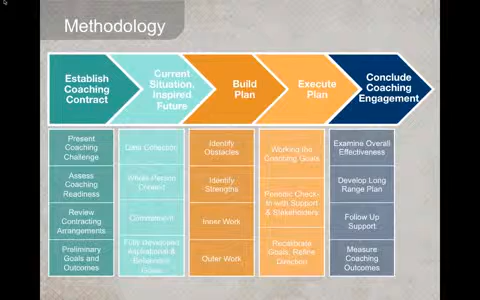 Methodology
Establish
Coaching
Contract
Current
Situation,
Inspired
Future
Build
Plan
Execute
Plan
Conclude
Coaching
Engagement
Present
Coaching
Challenge
Assess
Coaching
Readiness
Review
Contracting
Arrangements
Preliminary
Goals and
Outcomes
Data Collection
Whole Person
Context
Commitment
Fully Developed
Aspirational &
Behavioral
Goals
Identify
Obstacles
Identify
Strengths
Inner Work
Outer Work
Working the
Coaching Goals
Periodic Check-
In with Support
& Stakeholders
Recalibrate
Goals, Refine
Direction
Examine Overall
Effectiveness
Develop Long
Range Plan
Follow Up
Support
Measure
Coaching
Outcomes